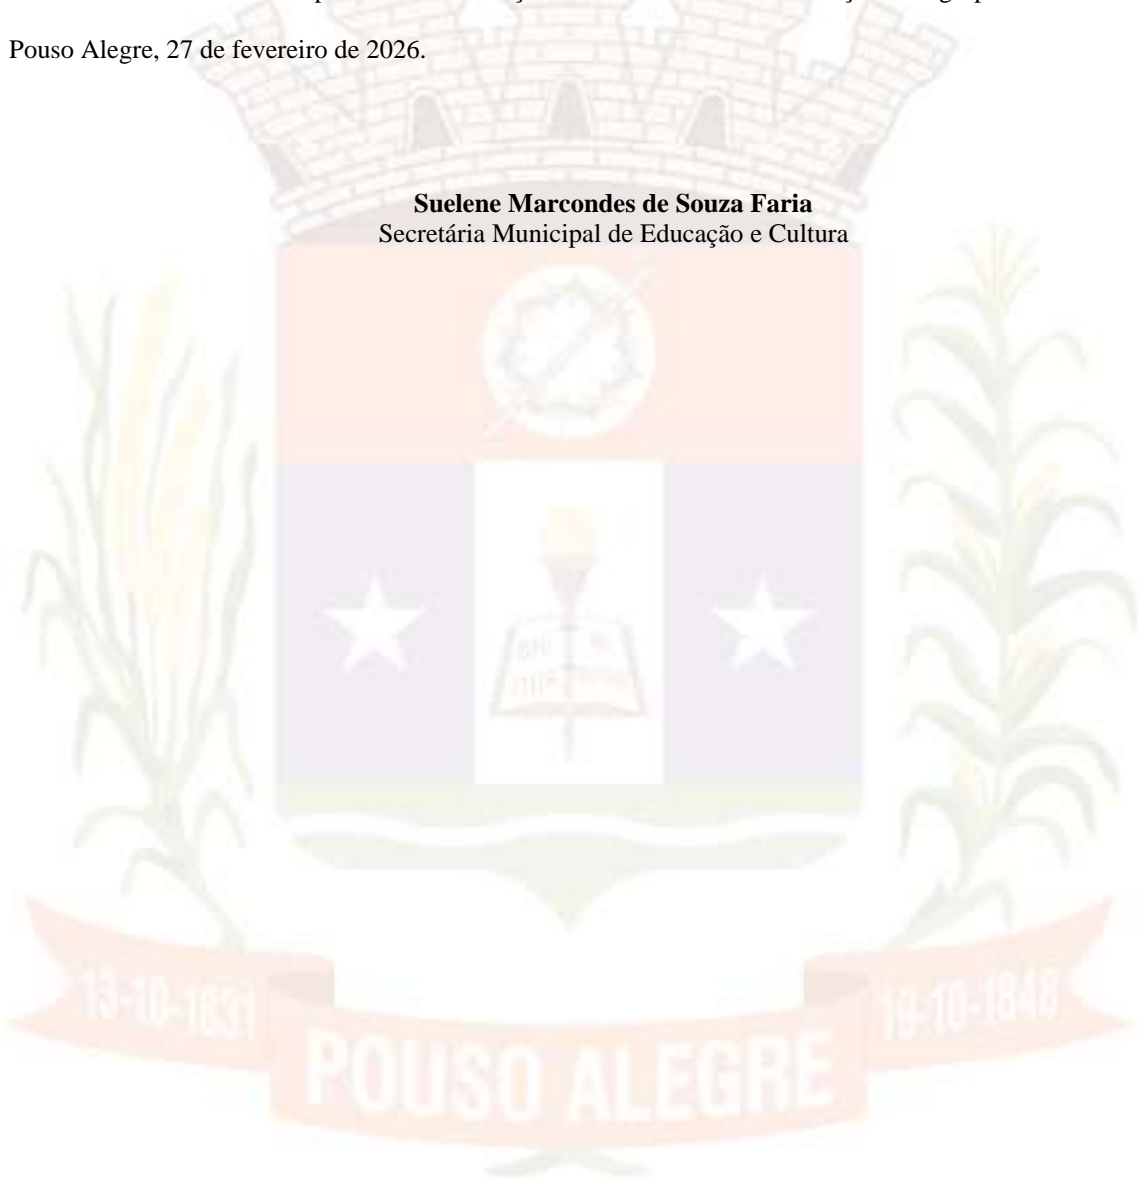 Pouso Alegre, 27 de fevereiro de 2026.
Suelene Marcondes de Souza Faria
Secretária Municipal de Educação e Cultura
13-10-1831
19-10-1848
POUSO ALEGRE